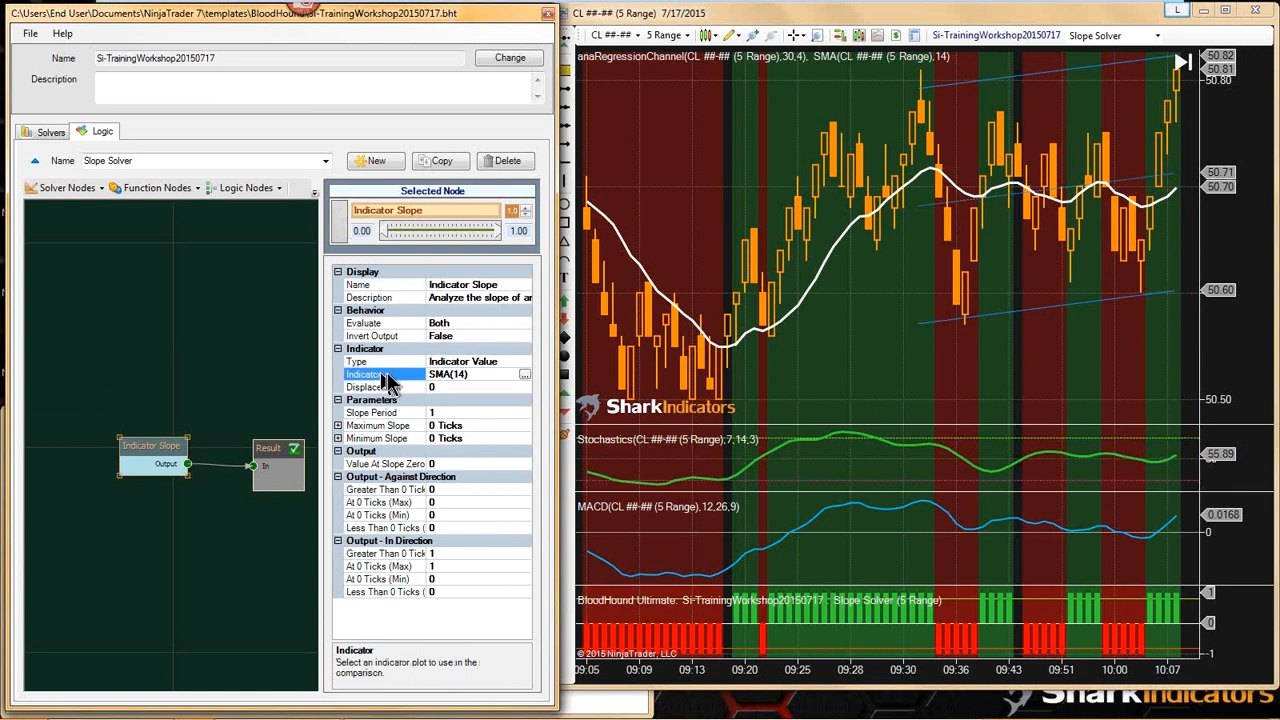 C:\Users\End User\Documents\NinjaTrader 7\templates\BloodHound\Si-TrainingWorkshop20150717.bht
File Help
Name Si-TrainingWorkshop20150717 Change
Description
Solvers Logic
Name Slope Solver New Copy Delete
Solver Nodes Function Nodes Logic Nodes
Selected Node
Indicator Slope 1.0
0.00 1.00
Display
Name Indicator Slope
Description Analyze the slope of an
Behavior
Evaluate Both
Invert Output False
Indicator
Type Indicator Value
Indicator SMA(14) ...
Displace 0
Parameters
Slope Period 1
Maximum Slope 0 Ticks
Minimum Slope 0 Ticks
Output
Value At Slope Zero 0
Output - Against Direction
Greater Than 0 Tick 0
At 0 Ticks (Max) 0
At 0 Ticks (Min) 0
Less Than 0 Ticks ( 0
Output - In Direction
Greater Than 0 Tick 1
At 0 Ticks (Max) 1
At 0 Ticks (Min) 0
Less Than 0 Ticks ( 0
Indicator
Select an indicator plot to use in the
comparison.
Indicator Slope
Output
Result
In
CL ##-## (5 Range) 7/17/2015
L
CL ##-## 5 Range Si-TrainingWorkshop20150717 Slope Solver
anaRegressionChannel(CL ##-## (5 Range),30,4), SMA(CL ##-## (5 Range),14)
50.82
50.81
50.80
50.71
50.70
50.60
50.50
SharkIndicators
Stochastics(CL ##-## (5 Range),7,14,3)
55.89
MACD(CL ##-## (5 Range),12,26,9)
0.0168
0
BloodHound Ultimate: Si-TrainingWorkshop20150717 : Slope Solver (5 Range)
1
0
-1
© 2015 NinjaTrader, LLC
09:05 09:09 09:13 09:20 09:25 09:30 09:34 09:36 09:43 09:51 10:00 10:07
SharkIndicators